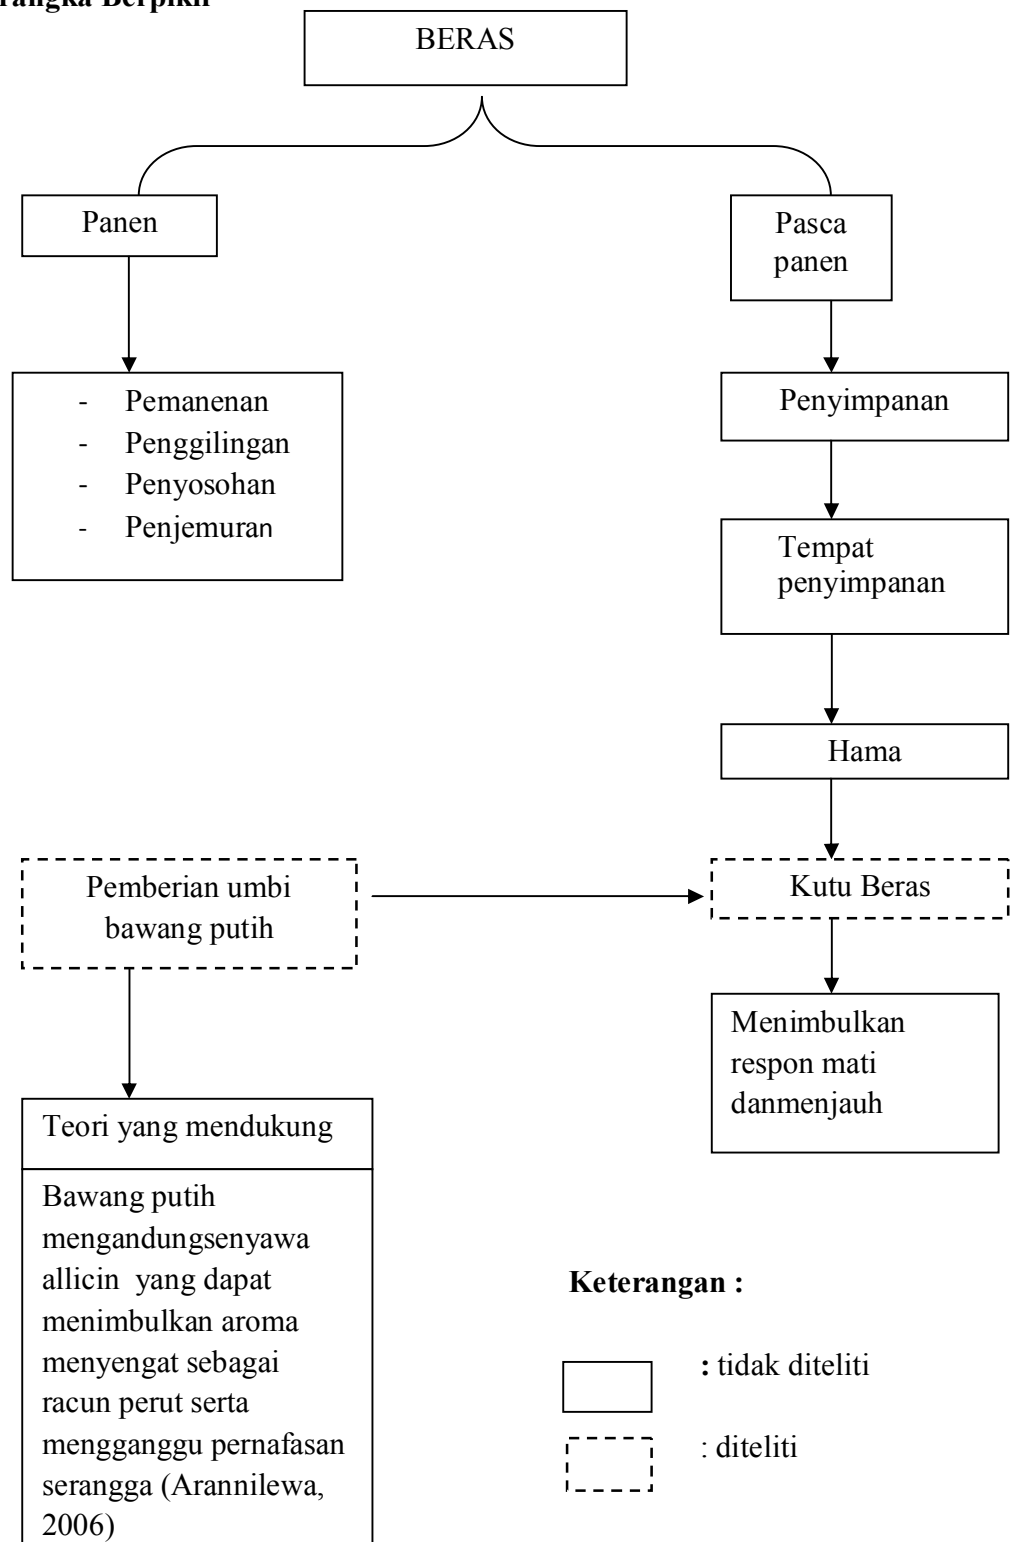 BERAS
Panen
Pasca
panen
- Pemanenan
- Penggilingan
- Penyosohan
- Penjemuran
Penyimpanan
Tempat
penyimpanan
Hama
Pemberian umbi
bawang putih
Kutu Beras
Menimbulkan
respon mati
danmenjauh
Teori yang mendukung
Bawang putih
mengandungsenyawa
allicin yang dapat
menimbulkan aroma
menyengat sebagai
racun perut serta
mengganggu pernafasan
serangga (Arannilewa,
2006)
Keterangan :
: tidak diteliti
: diteliti